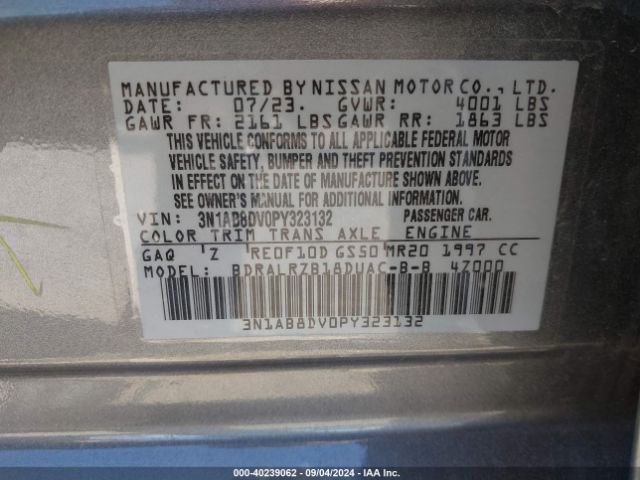 MANUFACTURED BY NISSAN MOTOR CO., LTD.
DATE: 07/23. GVWR: 4001 LBS
GAWR FR: 2161 LBS GAWR RR: 1863 LBS
THIS VEHICLE CONFORMS TO ALL APPLICABLE FEDERAL MOTOR
VEHICLE SAFETY, BUMPER AND THEFT PREVENTION STANDARDS
IN EFFECT ON THE DATE OF MANUFACTURE SHOWN ABOVE.
SEE OWNER'S MANUAL FOR ADDITIONAL INFORMATION.
VIN: 3N1AB8DV0PY323132 PASSENGER CAR.
COLOR TRIM TRANS AXLE ENGINE
GAQ Z RE0F10D GS50 MR20 1997 CC
MODEL: BDRALRZB18DUAC-B-B 4Z000
3N1AB8DV0PY323132
000-40239062 - 09/04/2024 - IAA Inc.